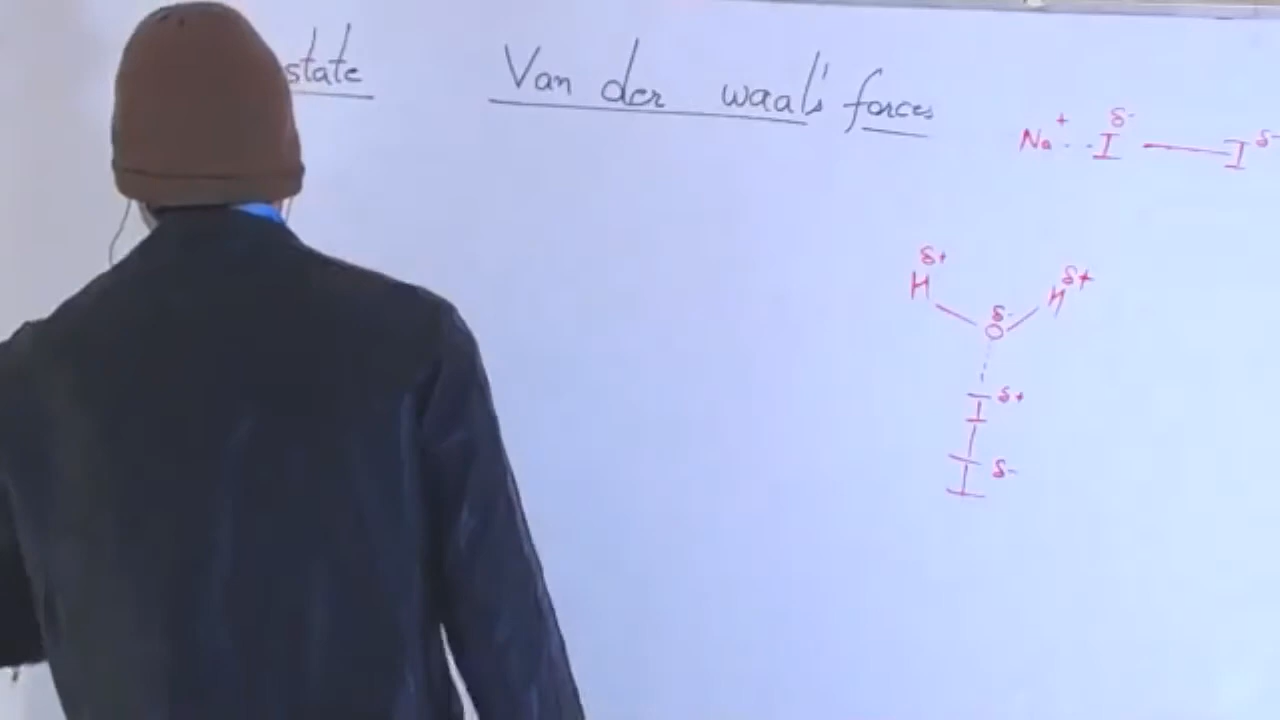 state Van der waal's forces
Na+ I δ- I δ-
δ+ H H δ+
δ- O
I δ+
I δ-